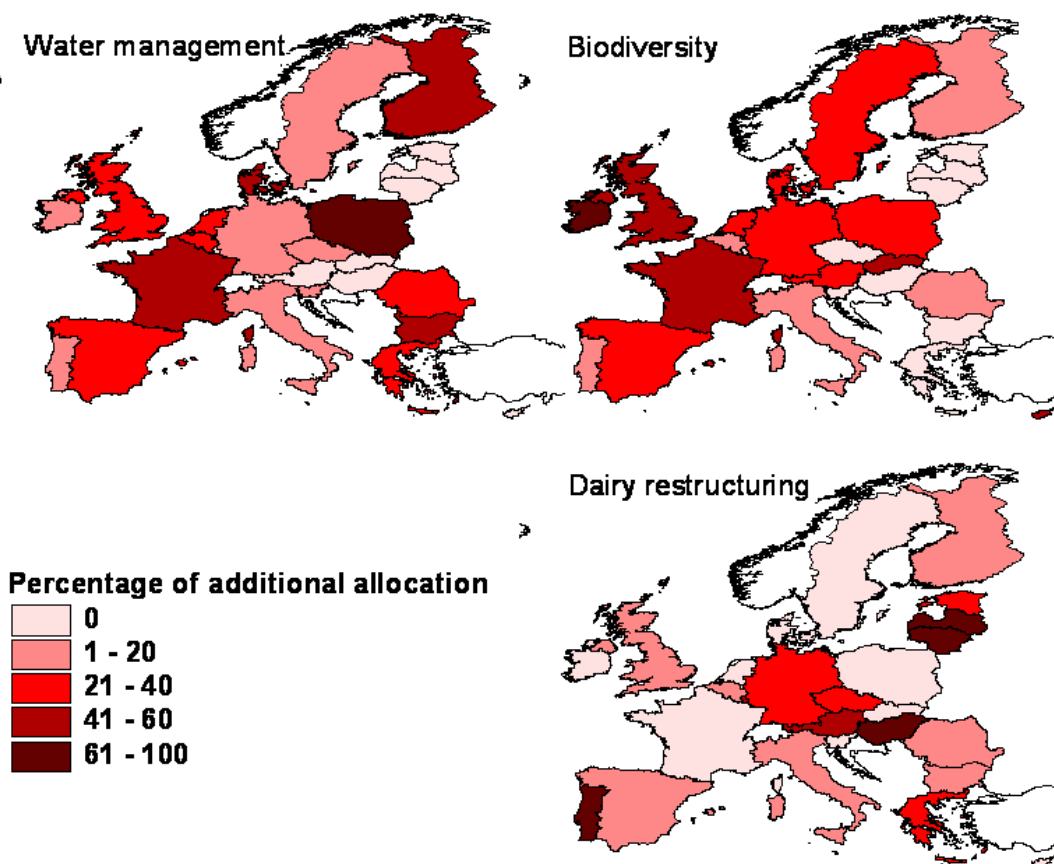 Water management
Biodiversity
Dairy restructuring
Percentage of additional allocation
0
1 - 20
21 - 40
41 - 60
61 - 100